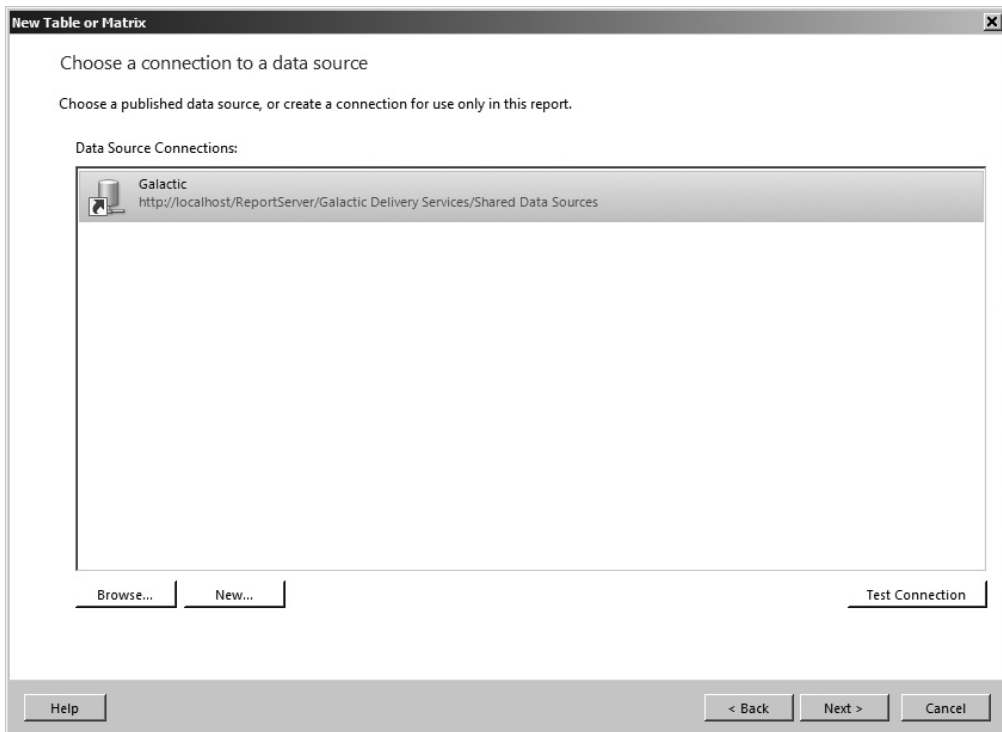 New Table or Matrix
Choose a connection to a data source
Choose a published data source, or create a connection for use only in this report.
Data Source Connections:
Galactic
http://localhost/ReportServer/Galactic Delivery Services/Shared Data Sources
Browse... New... Test Connection
Help < Back Next > Cancel